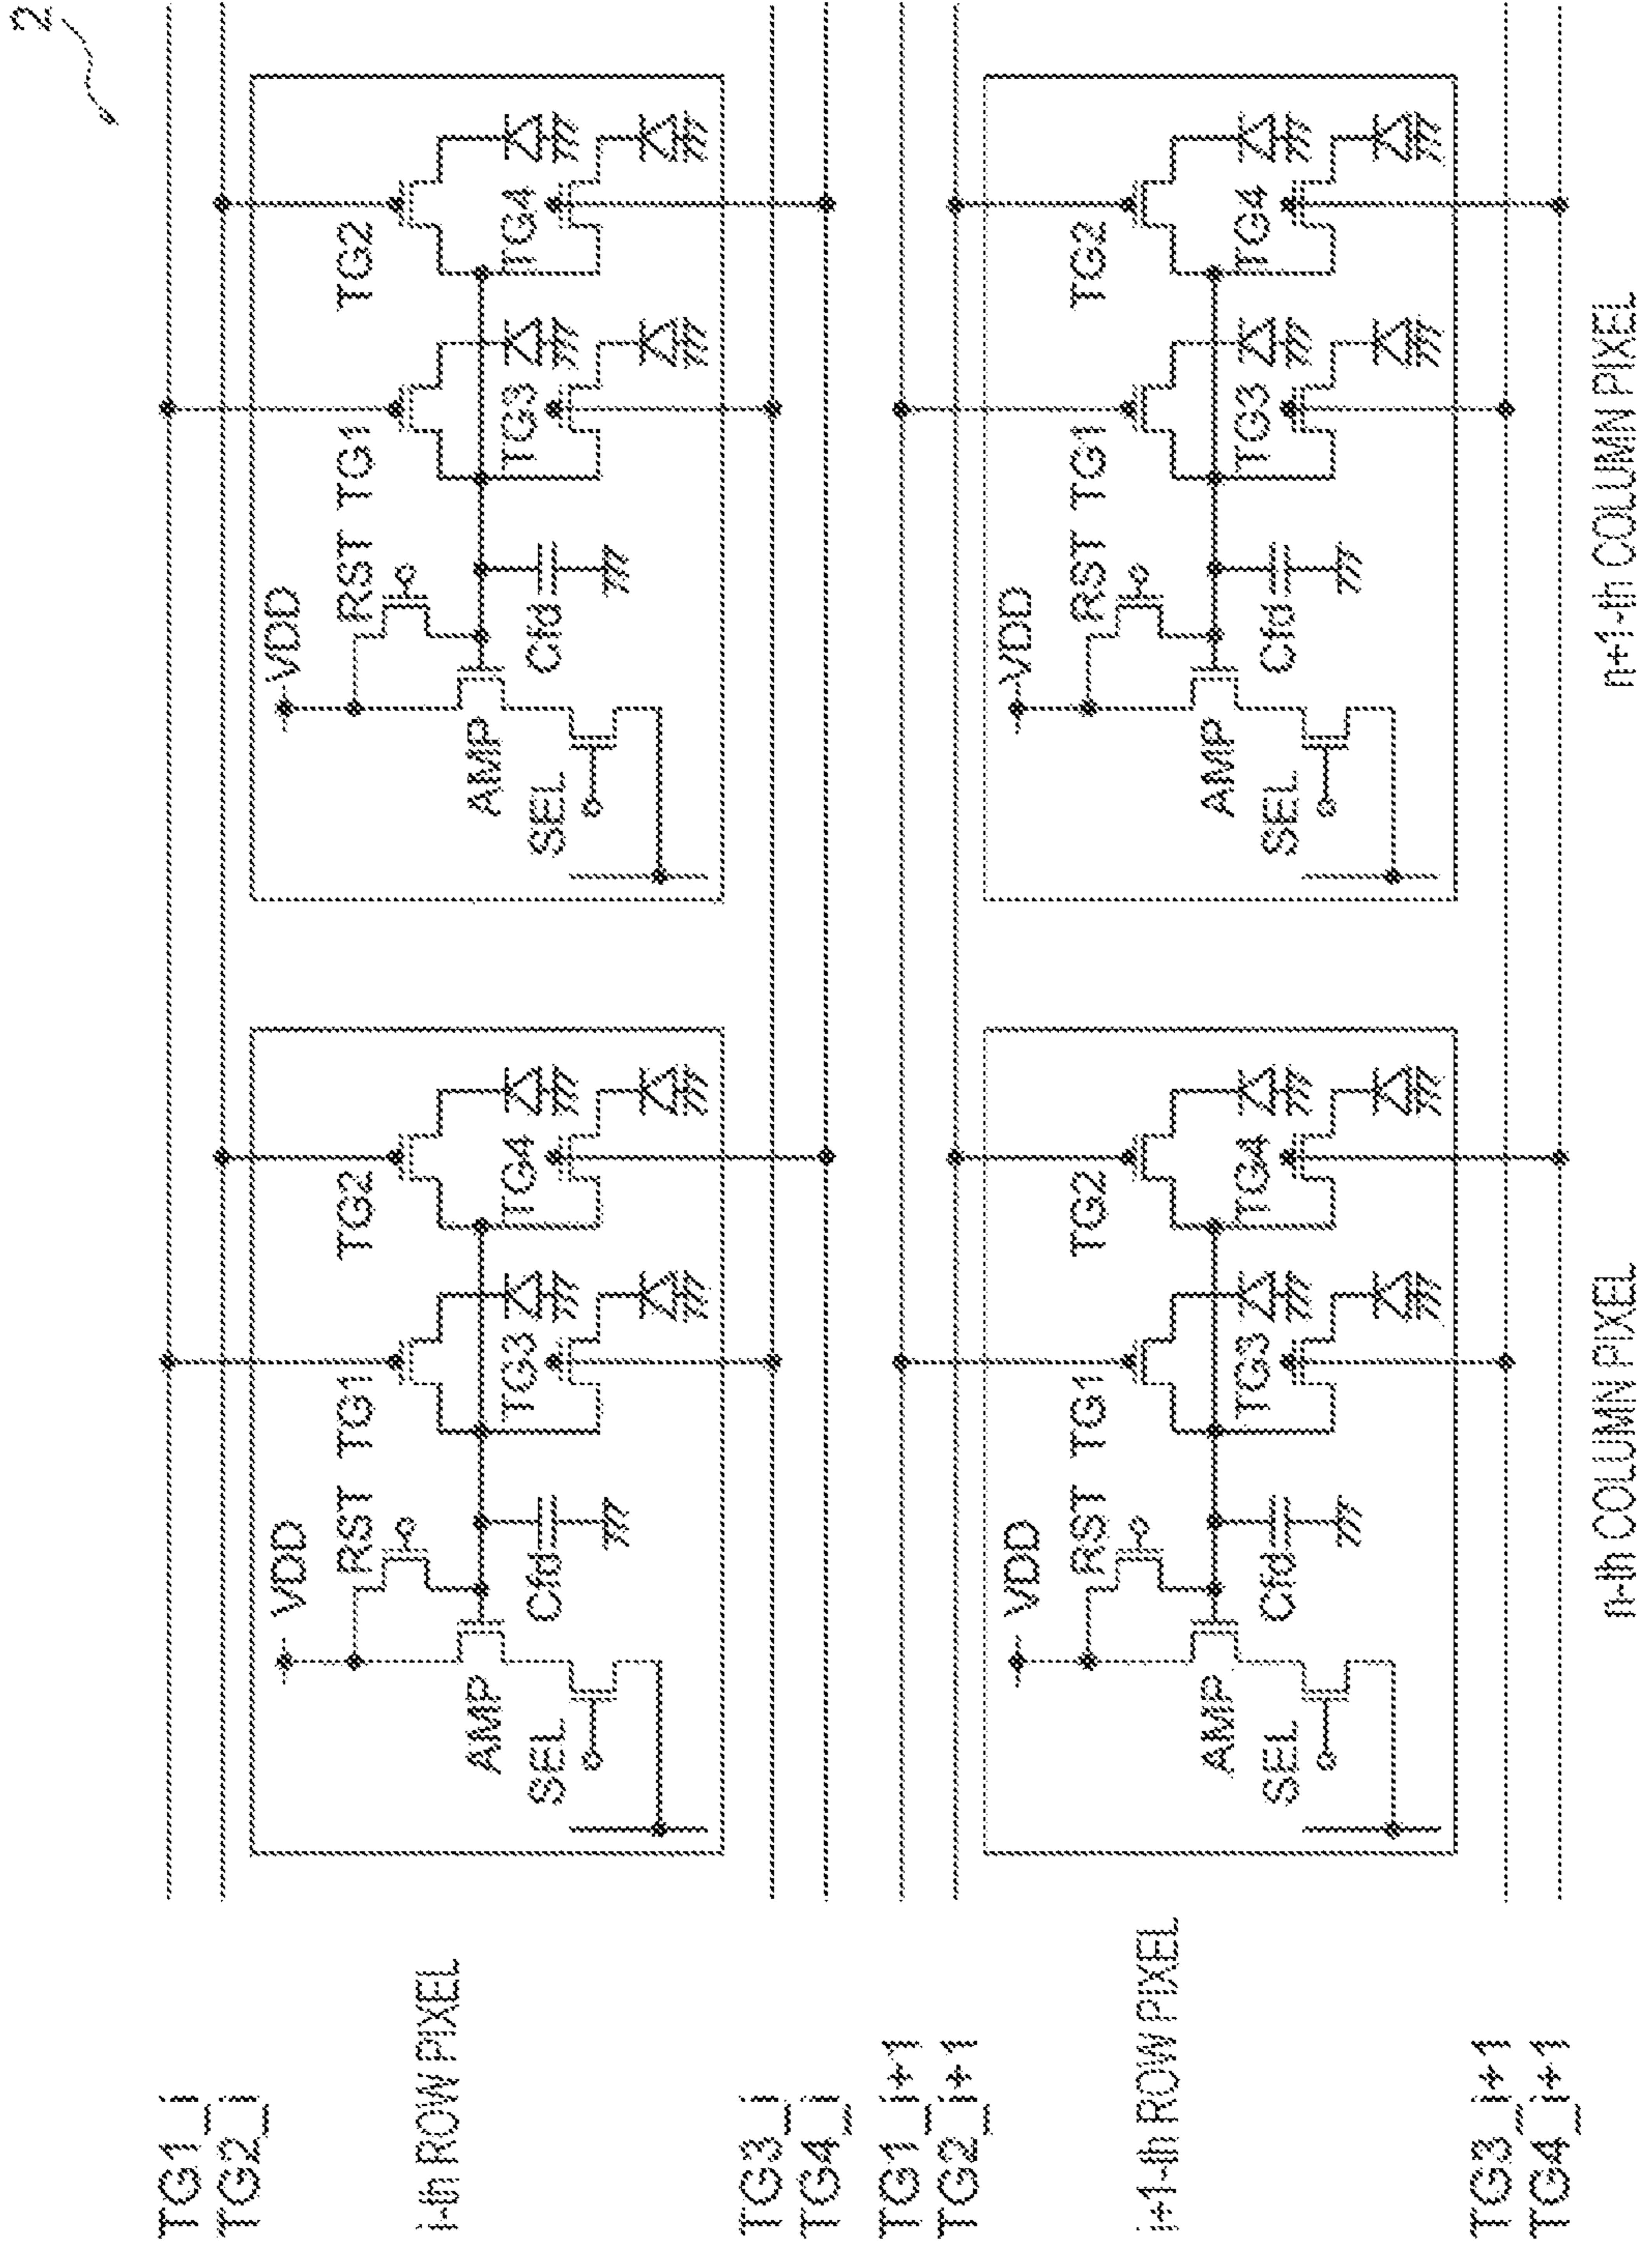 2
TG1_i
TG2_i
VDD
RST TG1
TG2
AMP
TG3
TG4
SEL
Cfd
VDD
RST TG1
TG2
AMP
TG3
TG4
SEL
Cfd
i-th ROW PIXEL
TG3_i
TG4_i
TG1_i+1
TG2_i+1
VDD
RST TG1
TG2
AMP
TG3
TG4
SEL
Cfd
VDD
RST TG1
TG2
AMP
TG3
TG4
SEL
Cfd
i+1-th ROW PIXEL
TG3_i+1
TG4_i+1
n-th COLUMN PIXEL
n+1-th COLUMN PIXEL